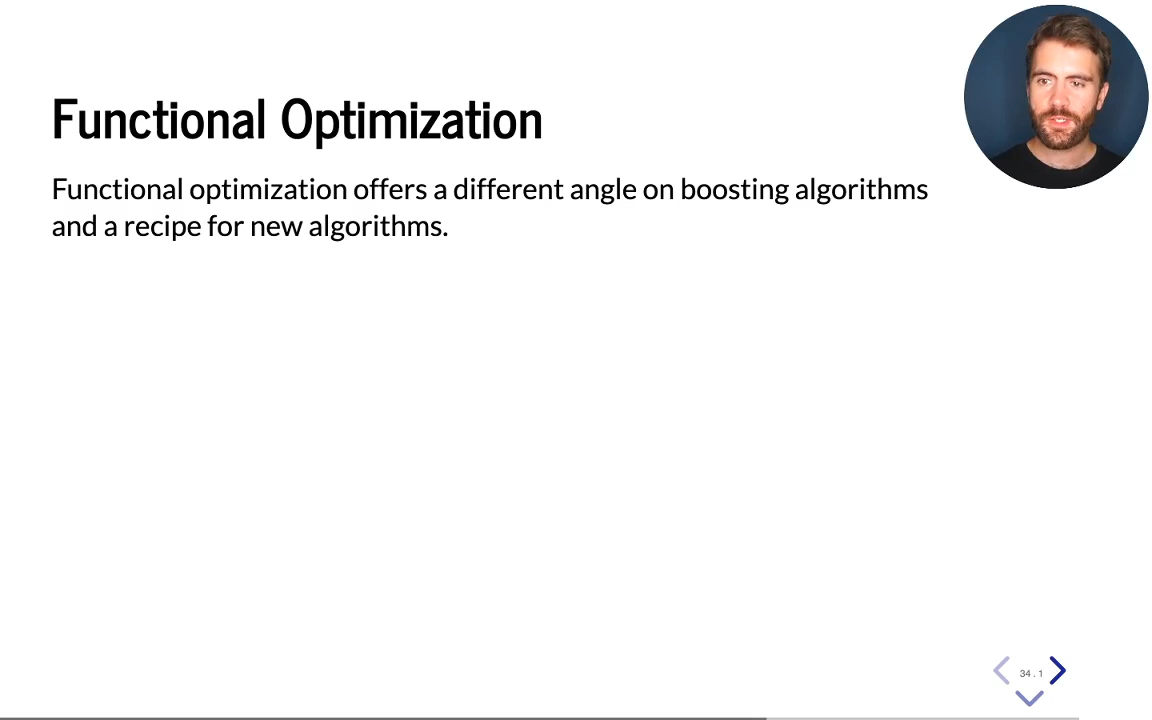 Functional Optimization
Functional optimization offers a different angle on boosting algorithms
and a recipe for new algorithms.
34 . 1